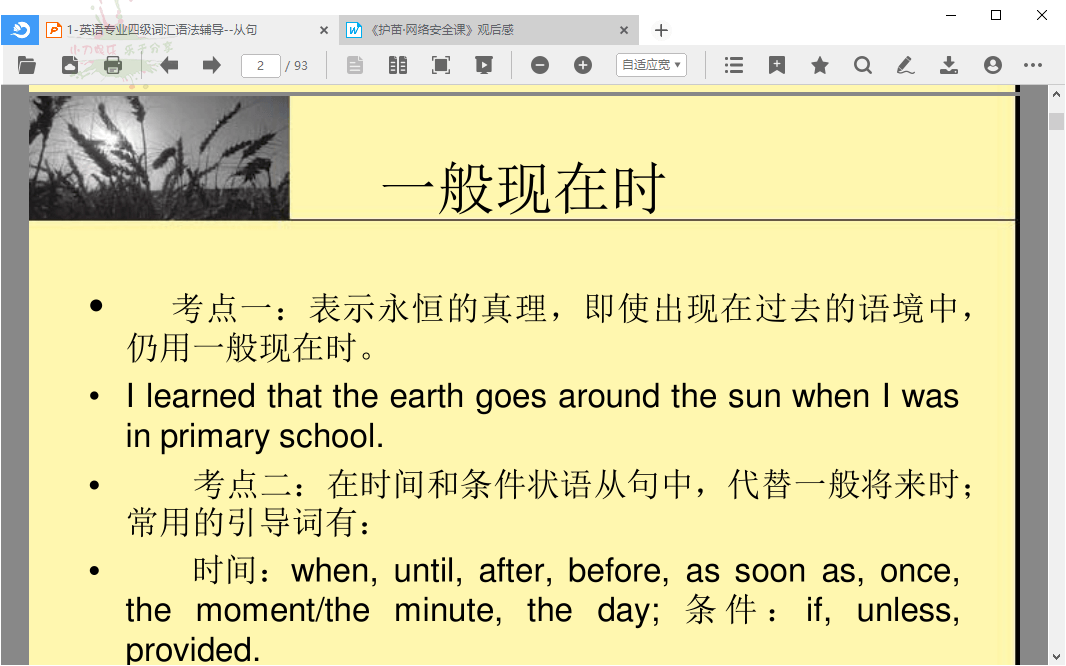 1-英语专业四级词汇语法辅导--从句
《护苗·网络安全课》观后感
2 / 93
自适应宽
一般现在时
• 考点一：表示永恒的真理，即使出现在过去的语境中，
仍用一般现在时。
• I learned that the earth goes around the sun when I was
in primary school.
• 考点二：在时间和条件状语从句中，代替一般将来时；
常用的引导词有：
• 时间：when, until, after, before, as soon as, once,
the moment/the minute, the day; 条件：if, unless,
provided.